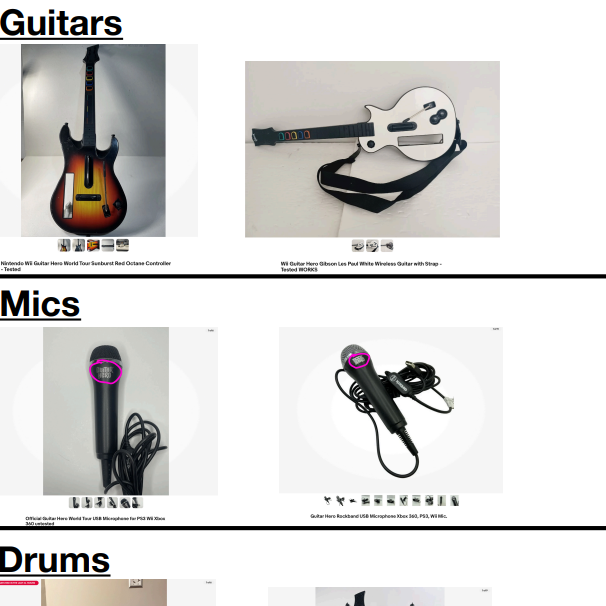 Guitars
Nintendo Wii Guitar Hero World Tour Sunburst Red Octane Controller
- Tested
Wii Guitar Hero Gibson Les Paul White Wireless Guitar with Strap -
Tested WORKS
Mics
GUITAR
HERO
Official Guitar Hero World Tour USB Microphone for PS3 Wii Xbox
360 untested
Guitar Hero Rockband USB Microphone Xbox 360, PS3, Wii Mic.
Drums